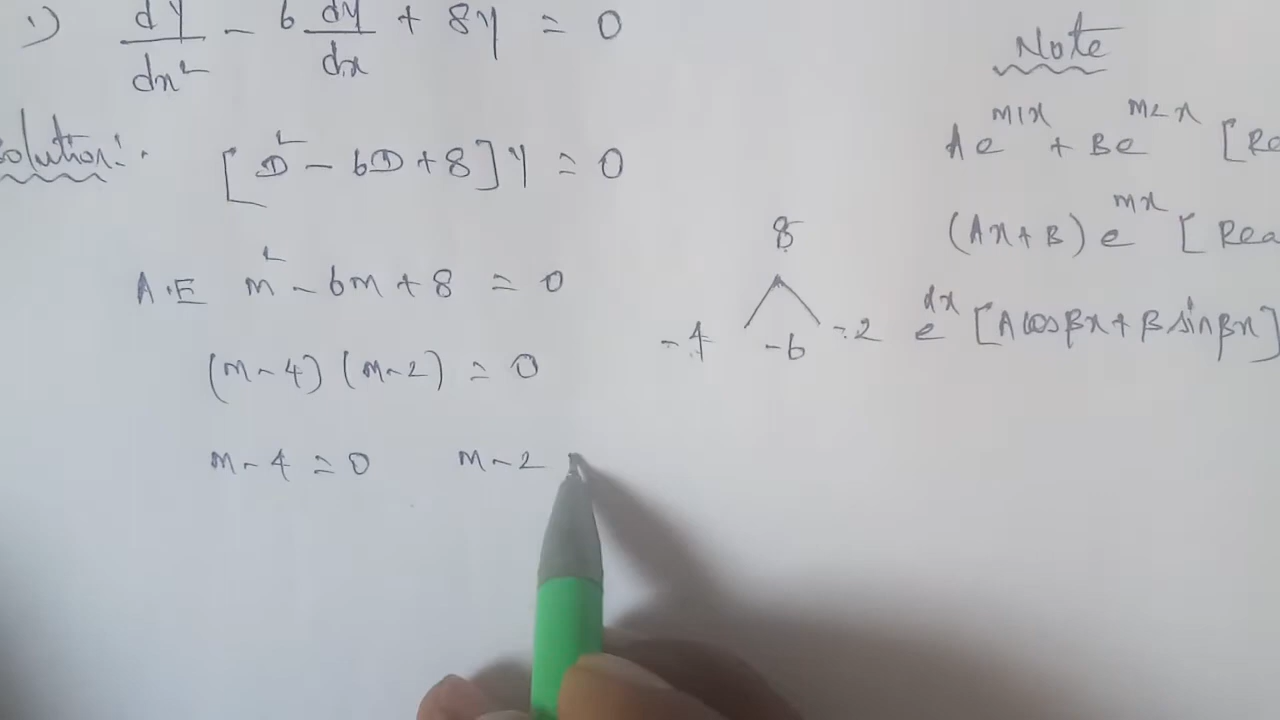 1) dy/dx² - 6 dy/dx + 8y = 0
Solution:.
[D² - 6D + 8] y = 0
A.E m² - 6m + 8 = 0
(m - 4) (m - 2) = 0
m - 4 = 0 m - 2
8
-4 -6 -2
Note
Ae^m1x + Be^m2x [Re
(Ax + B) e^mx [Rea
e^αx [A cos βx + B sin βx]